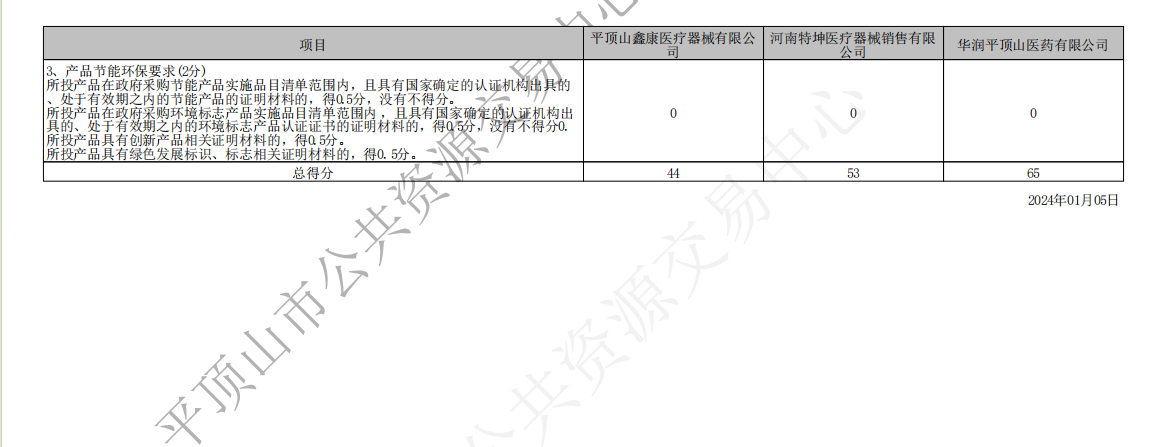 项目
平顶山鑫康医疗器械有限公
司
河南特坤医疗器械销售有限
公司
华润平顶山医药有限公司
3、产品节能环保要求(2分)
所投产品在政府采购节能产品实施品目清单范围内，且具有国家确定的认证机构出具的
、处于有效期之内的节能产品的证明材料的，得0.5分，没有不得分。
所投产品在政府采购环境标志产品实施品目清单范围内 ，且具有国家确定的认证机构出
具的、处于有效期之内的环境标志产品认证证书的证明材料的，得0.5分，没有不得分0.
所投产品具有创新产品相关证明材料的，得0.5分。
所投产品具有绿色发展标识、标志相关证明材料的，得0.5分。
0
0
0
总得分
44
53
65
2024年01月05日
平顶山市公共资源交易中心
公共资源交易中心